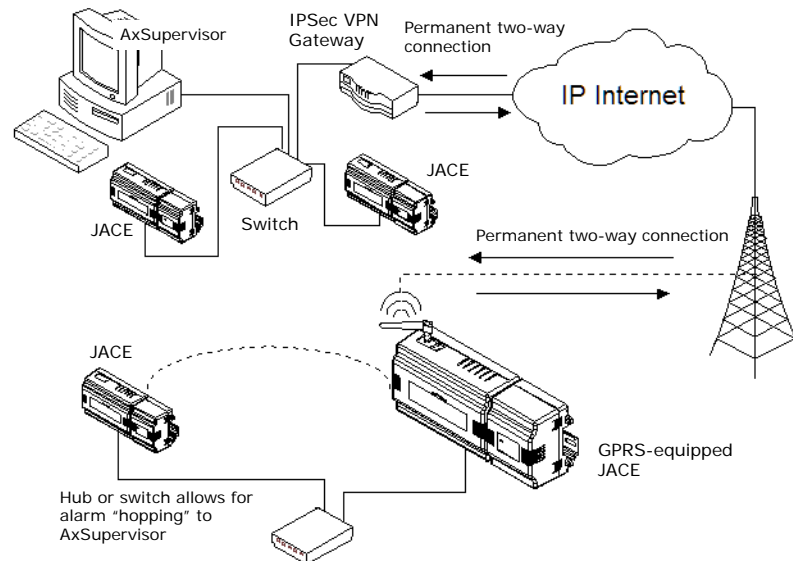 AxSupervisor
IPSec VPN
Gateway
Permanent two-way
connection
IP Internet
JACE
JACE
Switch
Permanent two-way connection
JACE
GPRS-equipped
JACE
Hub or switch allows for
alarm “hopping” to
AxSupervisor